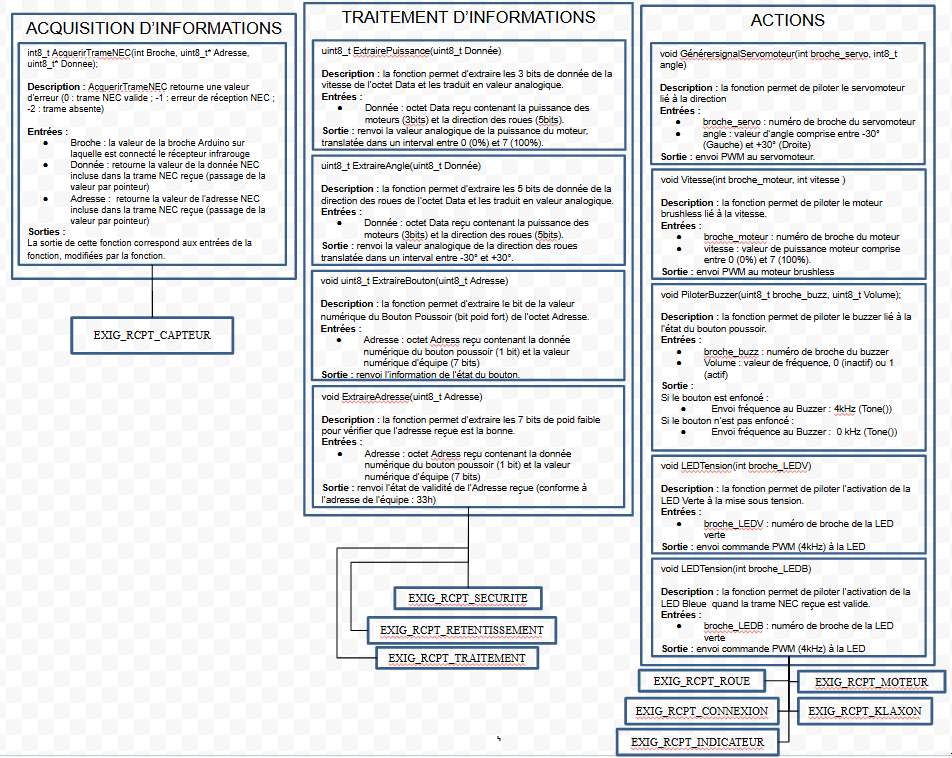 ACQUISITION D'INFORMATIONS
int8_t AcquerirTrameNEC(int Broche, uint8_t* Adresse,
uint8_t* Donnee);
Description : AcquerirTrameNEC retourne une valeur
d'erreur (0 : trame NEC valide ; -1 : erreur de réception NEC ;
-2 : trame absente)
Entrées :
● Broche : la valeur de la broche Arduino sur
laquelle est connecté le récepteur infrarouge
● Donnée : retourne la valeur de la donnée NEC
incluse dans la trame NEC reçue (passage de la
valeur par pointeur)
● Adresse : retourne la valeur de l'adresse NEC
incluse dans la trame NEC reçue (passage de la
valeur par pointeur)
Sorties :
La sortie de cette fonction correspond aux entrées de la
fonction, modifiées par la fonction.
EXIG_RCPT_CAPTEUR
TRAITEMENT D'INFORMATIONS
uint8_t ExtrairePuissance(uint8_t Donnée)
Description : la fonction permet d'extraire les 3 bits de donnée de la
vitesse de l'octet Data et les traduit en valeur analogique.
Entrées :
● Donnée : octet Data reçu contenant la puissance des
moteurs (3bits) et la direction des roues (5bits).
Sortie : renvoi la valeur analogique de la puissance du moteur,
translatée dans un interval entre 0 (0%) et 7 (100%).
uint8_t ExtraireAngle(uint8_t Donnée)
Description : la fonction permet d'extraire les 5 bits de donnée de la
direction des roues de l'octet Data et les traduit en valeur analogique.
Entrées :
● Donnée : octet Data reçu contenant la puissance des
moteurs (3bits) et la direction des roues (5bits).
Sortie : renvoi la valeur analogique de la direction des roues
translatée dans un interval entre -30° et +30°.
void uint8_t ExtraireBouton(uint8_t Adresse)
Description : la fonction permet d'extraire le bit de la valeur
numérique du Bouton Poussoir (bit poid fort) de l'octet Adresse.
Entrées :
● Adresse : octet Adress reçu contenant la donnée
numérique du bouton poussoir (1 bit) et la valeur
numérique d'équipe (7 bits)
Sortie : renvoi l'information de l'état du bouton.
void ExtraireAdresse(uint8_t Adresse)
Description : la fonction permet d'extraire les 7 bits de poid faible
pour vérifier que l'adresse reçue est la bonne.
Entrées :
● Adresse : octet Adress reçu contenant la donnée
numérique du bouton poussoir (1 bit) et la valeur
numérique d'équipe (7 bits)
Sortie : renvoi l'état de validité de l'Adresse reçue (conforme à
l'adresse de l'équipe : 33h)
EXIG_RCPT_SECURITE
EXIG_RCPT_RETENTISSEMENT
EXIG_RCPT_TRAITEMENT
ACTIONS
void GénérersignalServomoteur(int broche_servo, int8_t
angle)
Description : la fonction permet de piloter le servomoteur
lié à la direction
Entrées :
● broche_servo : numéro de broche du servomoteur
● angle : valeur d'angle comprise entre -30°
(Gauche) et +30° (Droite)
Sortie : envoi PWM au servomoteur.
void Vitesse(int broche_moteur, int vitesse )
Description : la fonction permet de piloter le moteur
brushless lié à la vitesse.
Entrées :
● broche_moteur : numéro de broche du moteur
● vitesse : valeur de puissance moteur comprise
entre 0 (0%) et 7 (100%).
Sortie : envoi PWM au moteur brushless
void PiloterBuzzer(uint8_t broche_buzz, uint8_t Volume);
Description : la fonction permet de piloter le buzzer lié à la
l'état du bouton poussoir.
Entrées :
● broche_buzz : numéro de broche du buzzer
● Volume : valeur de fréquence, 0 (inactif) ou 1
(actif)
Sortie :
Si le bouton est enfoncé :
● Envoi fréquence au Buzzer : 4kHz (Tone())
Si le bouton n'est pas enfoncé :
● Envoi fréquence au Buzzer : 0 kHz (Tone())
void LEDTension(int broche_LEDV)
Description : la fonction permet de piloter l'activation de la
LED Verte à la mise sous tension.
Entrées :
● broche_LEDV : numéro de broche de la LED
verte
Sortie : envoi commande PWM (4kHz) à la LED
void LEDTension(int broche_LEDB)
Description : la fonction permet de piloter l'activation de la
LED Bleue quand la trame NEC reçue est valide.
Entrées :
● broche_LEDB : numéro de broche de la LED
verte
Sortie : envoi commande PWM (4kHz) à la LED
EXIG_RCPT_ROUE
EXIG_RCPT_MOTEUR
EXIG_RCPT_CONNEXION
EXIG_RCPT_KLAXON
EXIG_RCPT_INDICATEUR